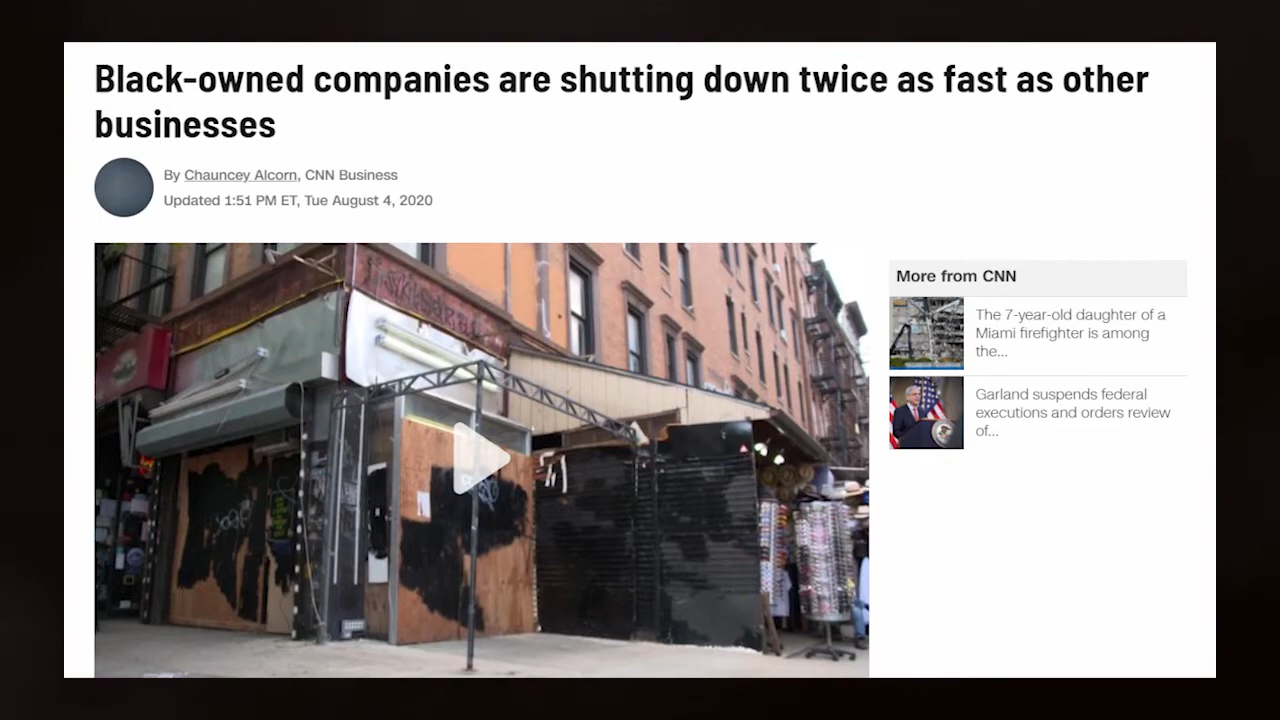 Black-owned companies are shutting down twice as fast as other
businesses
By Chauncey Alcorn, CNN Business
Updated 1:51 PM ET, Tue August 4, 2020
More from CNN
The 7-year-old daughter of a
Miami firefighter is among
the...
Garland suspends federal
executions and orders review
of...